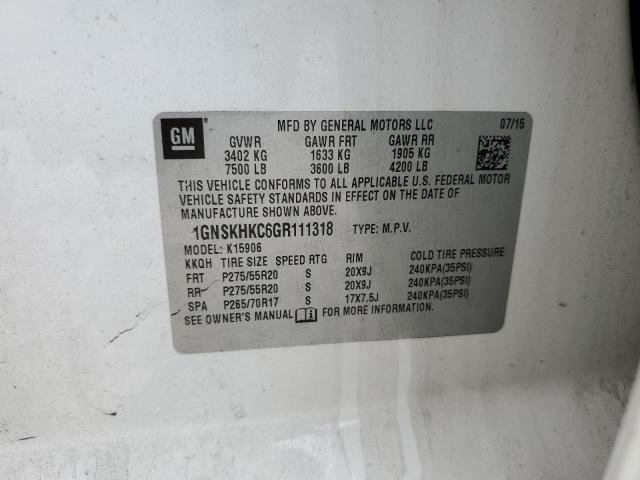 GM
MFD BY GENERAL MOTORS LLC 07/15
GVWR GAWR FRT GAWR RR
3402 KG 1633 KG 1905 KG
7500 LB 3600 LB 4200 LB
THIS VEHICLE CONFORMS TO ALL APPLICABLE U.S. FEDERAL MOTOR
VEHICLE SAFETY STANDARDS IN EFFECT ON THE DATE OF
MANUFACTURE SHOWN ABOVE.
1GNSKHKC6GR111318 TYPE: M.P.V.
MODEL: K15906
KKQH TIRE SIZE SPEED RTG RIM COLD TIRE PRESSURE
FRT P275/55R20 S 20X9J 240KPA(35PSI)
RR P275/55R20 S 20X9J 240KPA(35PSI)
SPA P265/70R17 S 17X7.5J 240KPA(35PSI)
SEE OWNER'S MANUAL